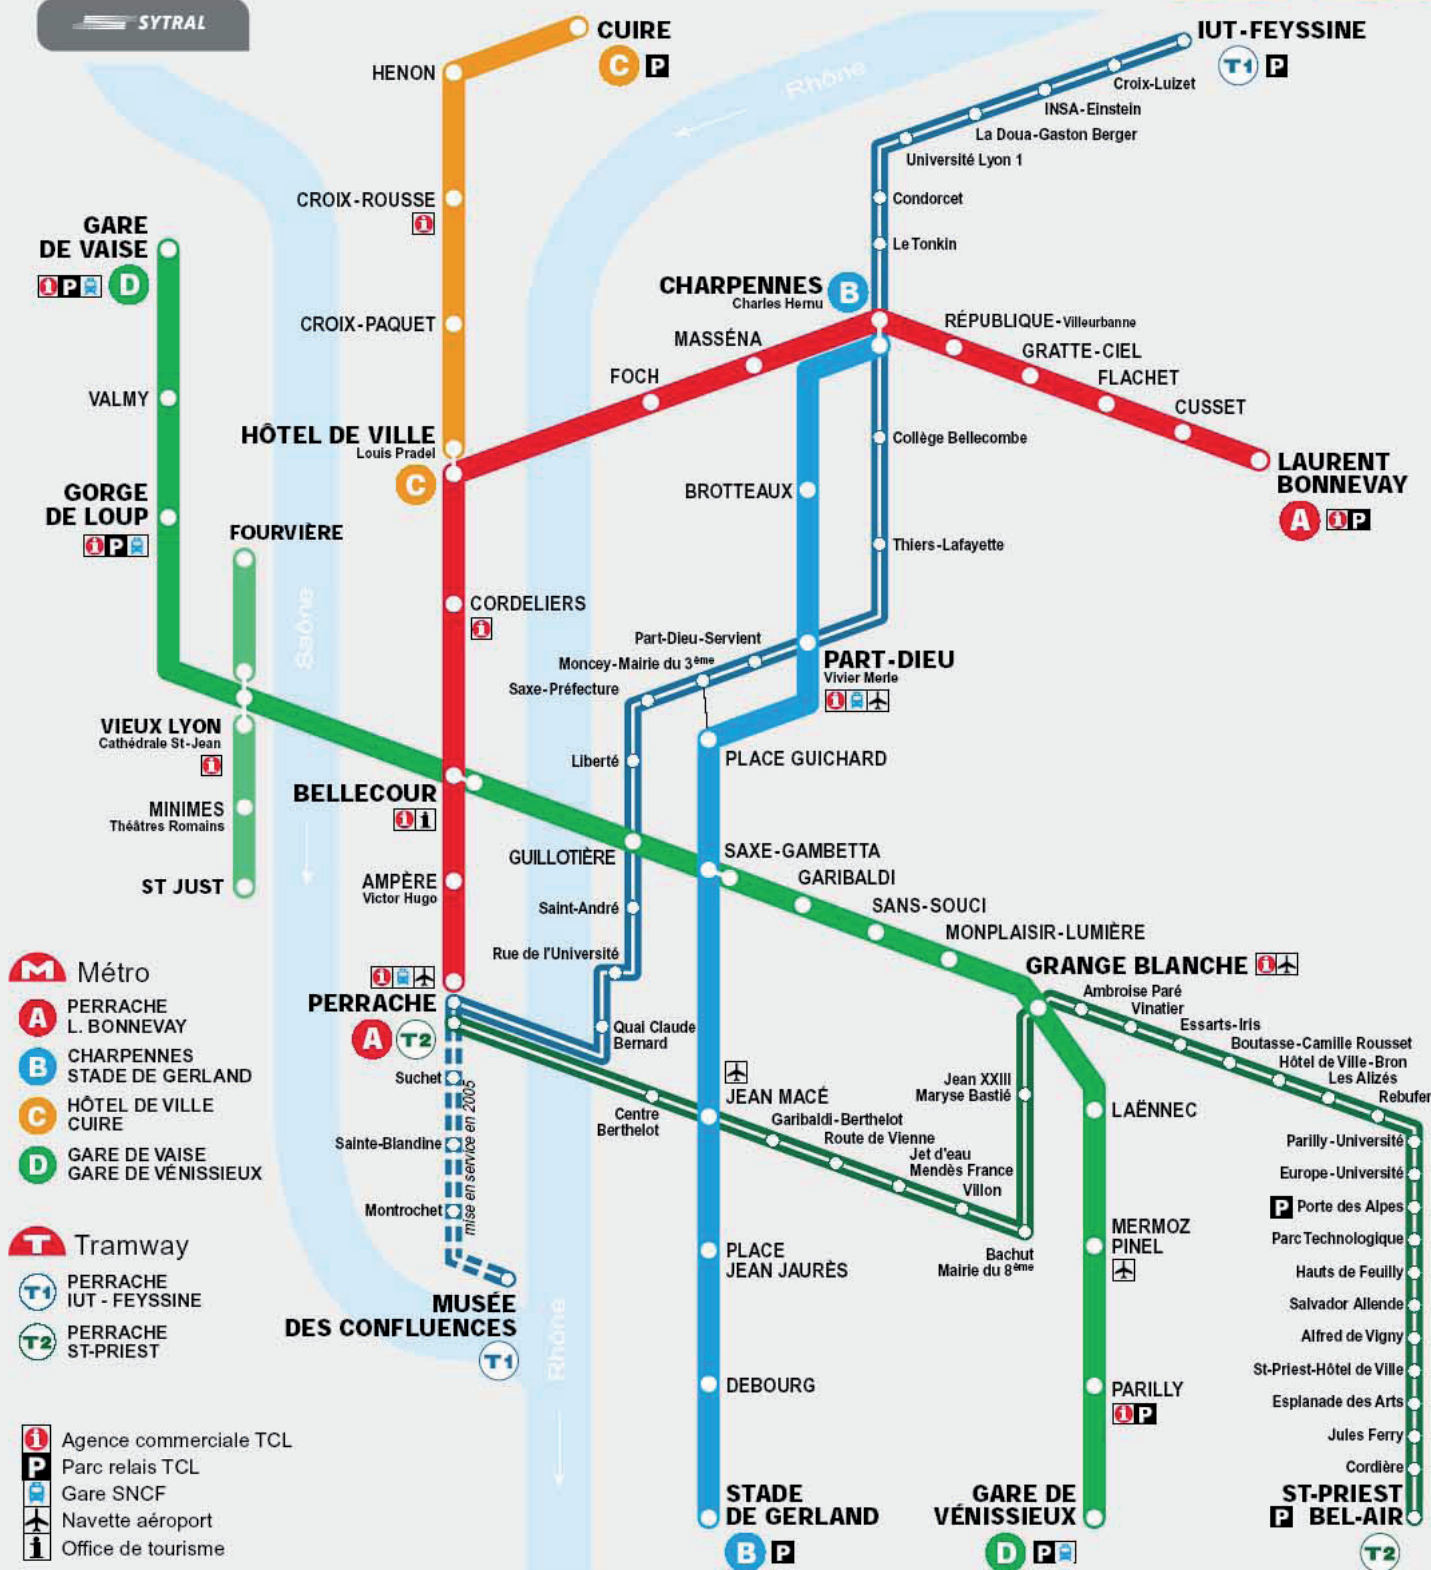 SYTRAL
CUIRE
C P
HENON
CROIX-ROUSSE
CROIX-PAQUET
HÔTEL DE VILLE
Louis Pradel
C
Rhône
IUT-FEYSSINE
T1 P
Croix-Luizet
INSA-Einstein
La Doua-Gaston Berger
Université Lyon 1
Condorcet
Le Tonkin
CHARPENNES
Charles Hernu
B
MASSÉNA
FOCH
RÉPUBLIQUE-Villeurbanne
GRATTE-CIEL
FLACHET
CUSSET
LAURENT
BONNEVAY
A i P
GARE
DE VAISE
i P D
VALMY
GORGE
DE LOUP
i P
FOURVIÈRE
Saône
VIEUX LYON
Cathédrale St-Jean
MINIMES
Théâtres Romains
ST JUST
CORDELIERS
BELLECOUR
AMPÈRE
Victor Hugo
PERRACHE
A T2
Collège Bellecombe
BROTTEAUX
Thiers-Lafayette
Part-Dieu-Servient
Moncey-Mairie du 3ème
Saxe-Préfecture
PART-DIEU
Vivier Merle
PLACE GUICHARD
Liberté
GUILLOTIÈRE
SAXE-GAMBETTA
GARIBALDI
SANS-SOUCI
MONPLAISIR-LUMIÈRE
GRANGE BLANCHE
Saint-André
Rue de l'Université
Quai Claude
Bernard
Suchet
Sainte-Blandine
Montrochet
mise en service en 2005
MUSÉE
DES CONFLUENCES
T1
Rhône
Centre
Berthelot
JEAN MACÉ
Garibaldi-Berthelot
Route de Vienne
Jet d'eau
Mendès France
Villon
Bachut
Mairie du 8ème
Jean XXIII
Maryse Bastié
Ambroise Paré
Vinatier
Essarts-Iris
Boutasse-Camille Rousset
Hôtel de Ville-Bron
Les Alizés
Rebufer
Parilly-Université
Europe-Université
P Porte des Alpes
Parc Technologique
Hauts de Feuilly
Salvador Allende
Alfred de Vigny
St-Priest-Hôtel de Ville
Esplanade des Arts
Jules Ferry
Cordière
ST-PRIEST
P BEL-AIR
T2
LAËNNEC
MERMOZ
PINEL
PARILLY
i P
GARE DE
VÉNISSIEUX
D P
PLACE
JEAN JAURÈS
DEBOURG
STADE
DE GERLAND
B P
M Métro
A PERRACHE
L. BONNEVAY
B CHARPENNES
STADE DE GERLAND
C HÔTEL DE VILLE
CUIRE
D GARE DE VAISE
GARE DE VÉNISSIEUX
T Tramway
T1 PERRACHE
IUT - FEYSSINE
T2 PERRACHE
ST-PRIEST
i Agence commerciale TCL
P Parc relais TCL
Gare SNCF
Navette aéroport
i Office de tourisme